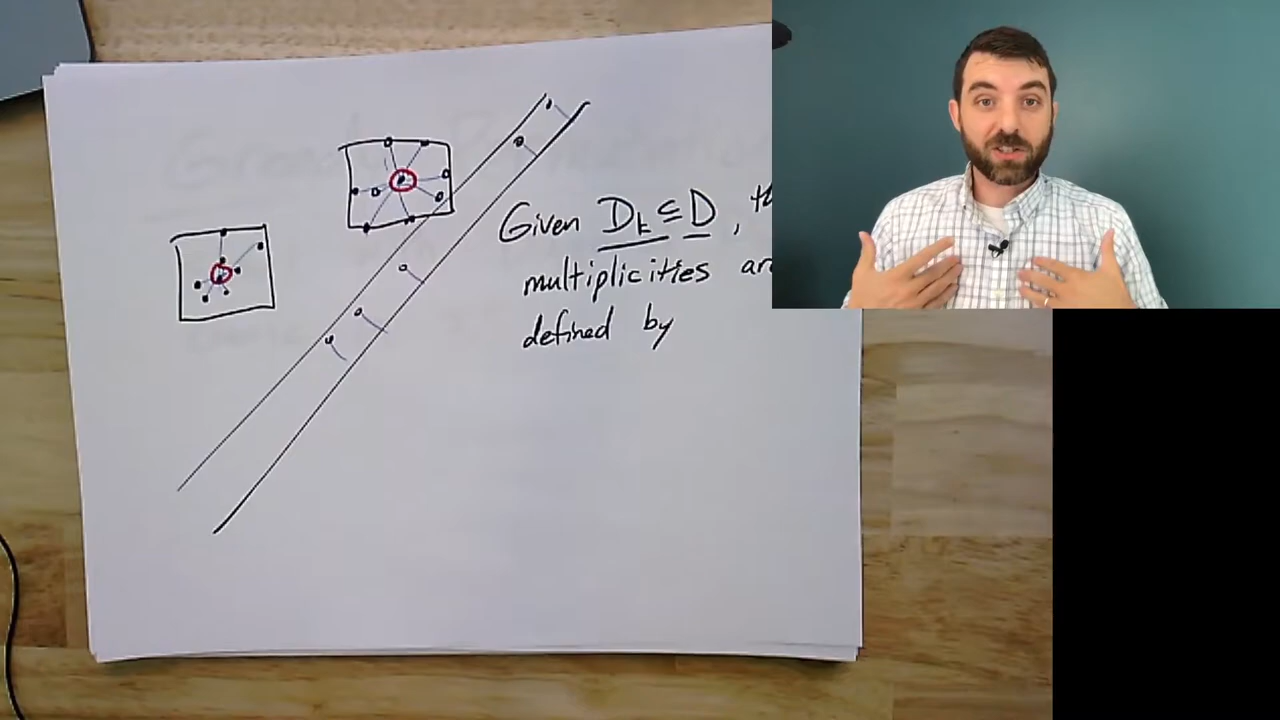 Given D_k ⊆ D,
multiplicities
defined by